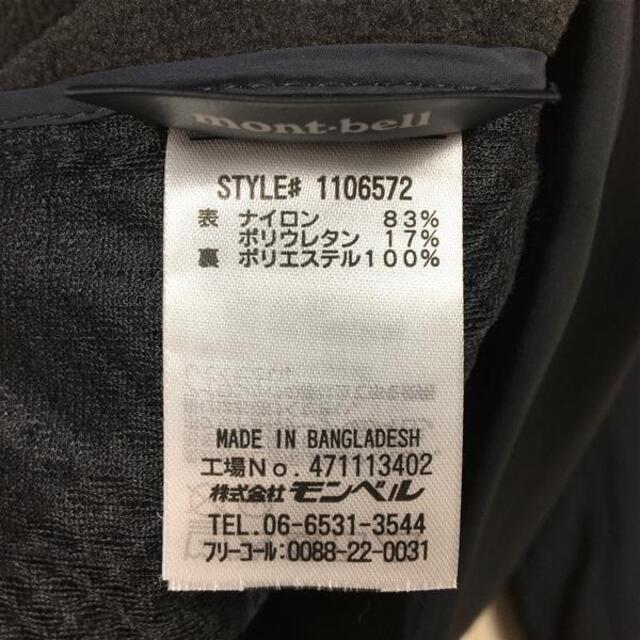 mont-bell
STYLE# 1106572
表 ナイロン 83%
ポリウレタン 17%
裏 ポリエステル100%
MADE IN BANGLADESH
工場No. 471113402
株式会社 モンベル
TEL.06-6531-3544
フリーコール:0088-22-0031